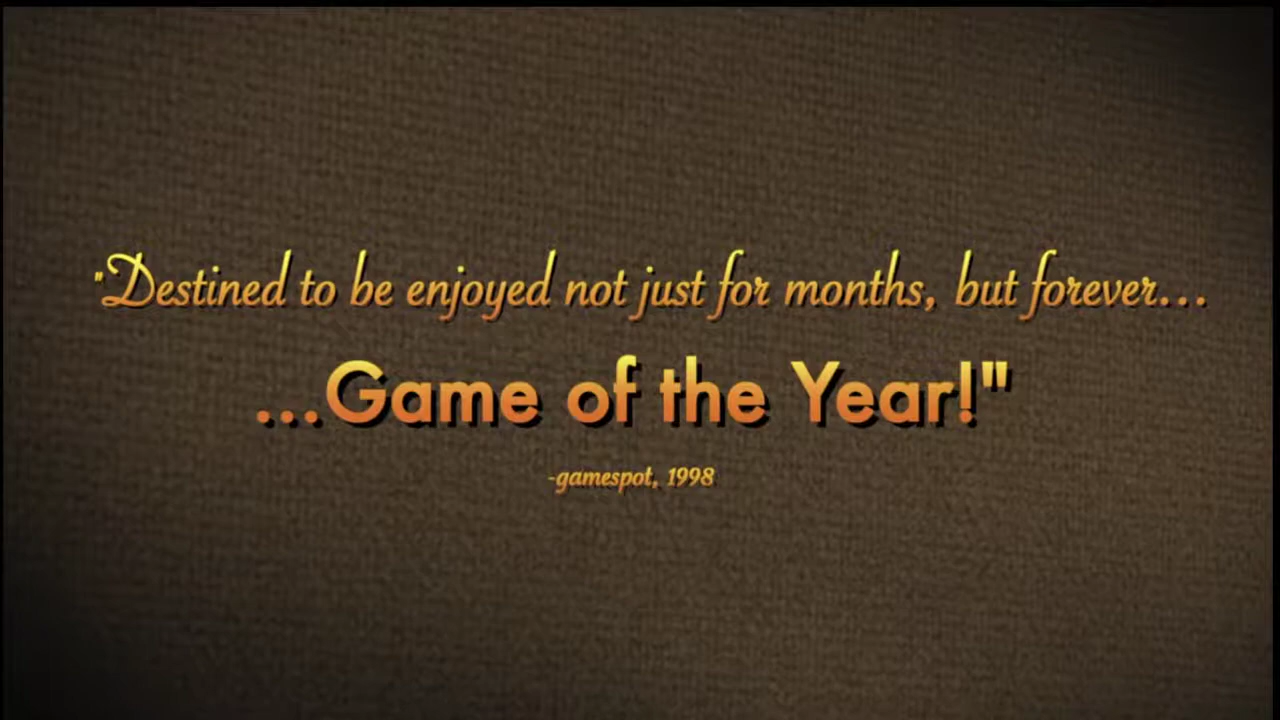 "Destined to be enjoyed not just for months, but forever...
...Game of the Year!"
-gamespot, 1998